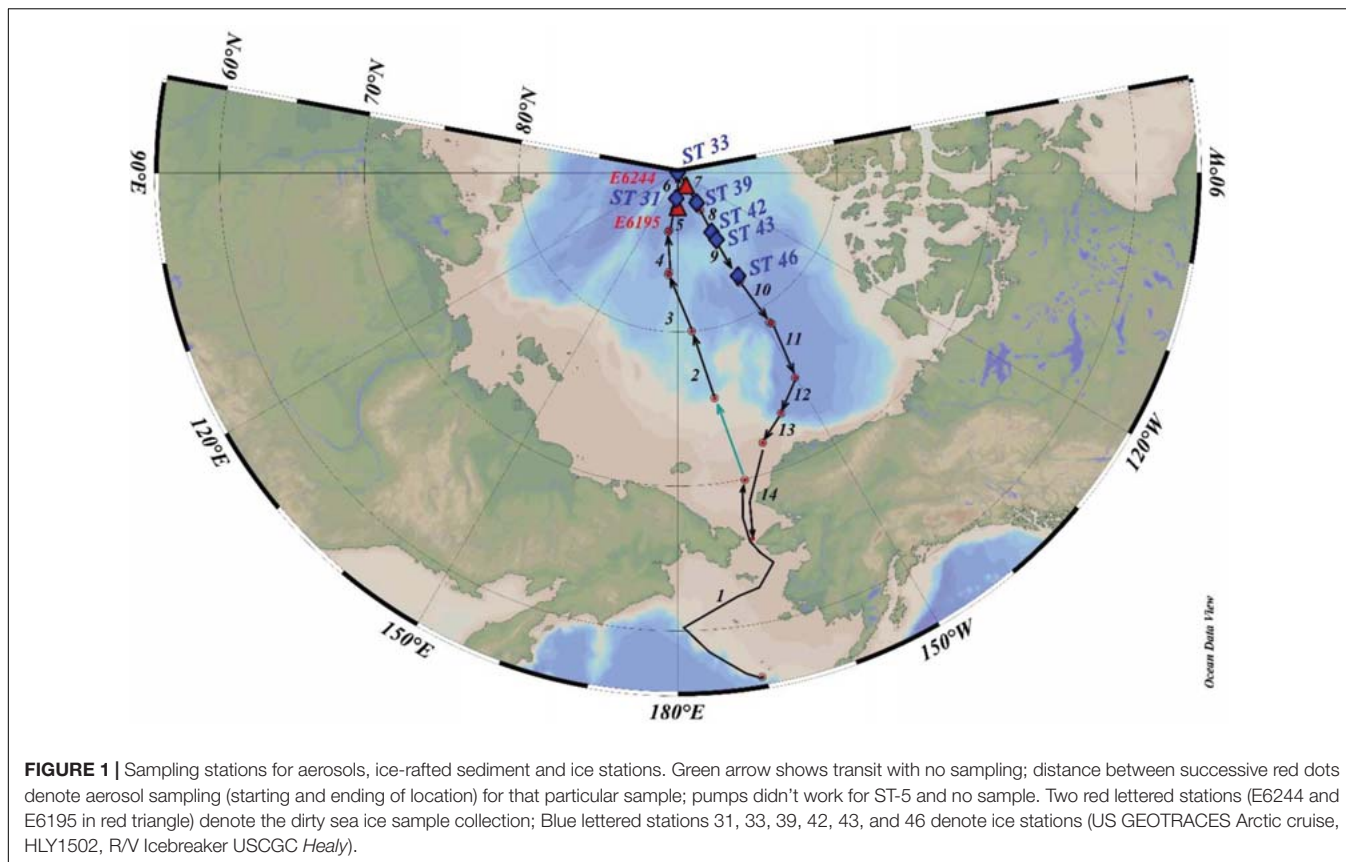 60°N
70°N
80°N
ST 33
90°E
90°W
E6244
6
7
ST 31
ST 39
8
ST 42
E6195
5
ST 43
9
4
ST 46
10
3
11
2
12
13
120°E
120°W
14
1
150°E
150°W
180°E
Ocean Data View
FIGURE 1 | Sampling stations for aerosols, ice-rafted sediment and ice stations. Green arrow shows transit with no sampling; distance between successive red dots
denote aerosol sampling (starting and ending of location) for that particular sample; pumps didn't work for ST-5 and no sample. Two red lettered stations (E6244 and
E6195 in red triangle) denote the dirty sea ice sample collection; Blue lettered stations 31, 33, 39, 42, 43, and 46 denote ice stations (US GEOTRACES Arctic cruise,
HLY1502, R/V Icebreaker USCGC Healy).